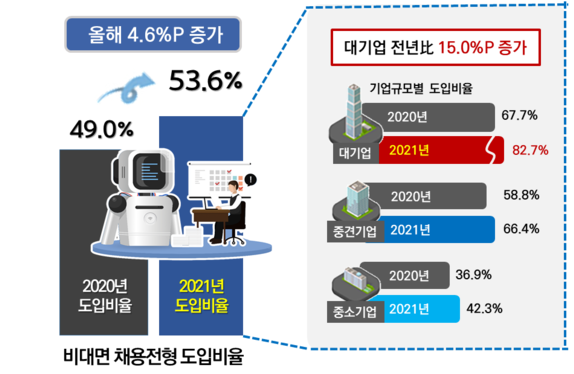 올해 4.6%P 증가
53.6%
49.0%
2020년
도입비율
2021년
도입비율
비대면 채용전형 도입비율
대기업 전년比 15.0%P 증가
기업규모별 도입비율
2020년 67.7%
대기업 2021년 82.7%
2020년 58.8%
중견기업 2021년 66.4%
2020년 36.9%
중소기업 2021년 42.3%